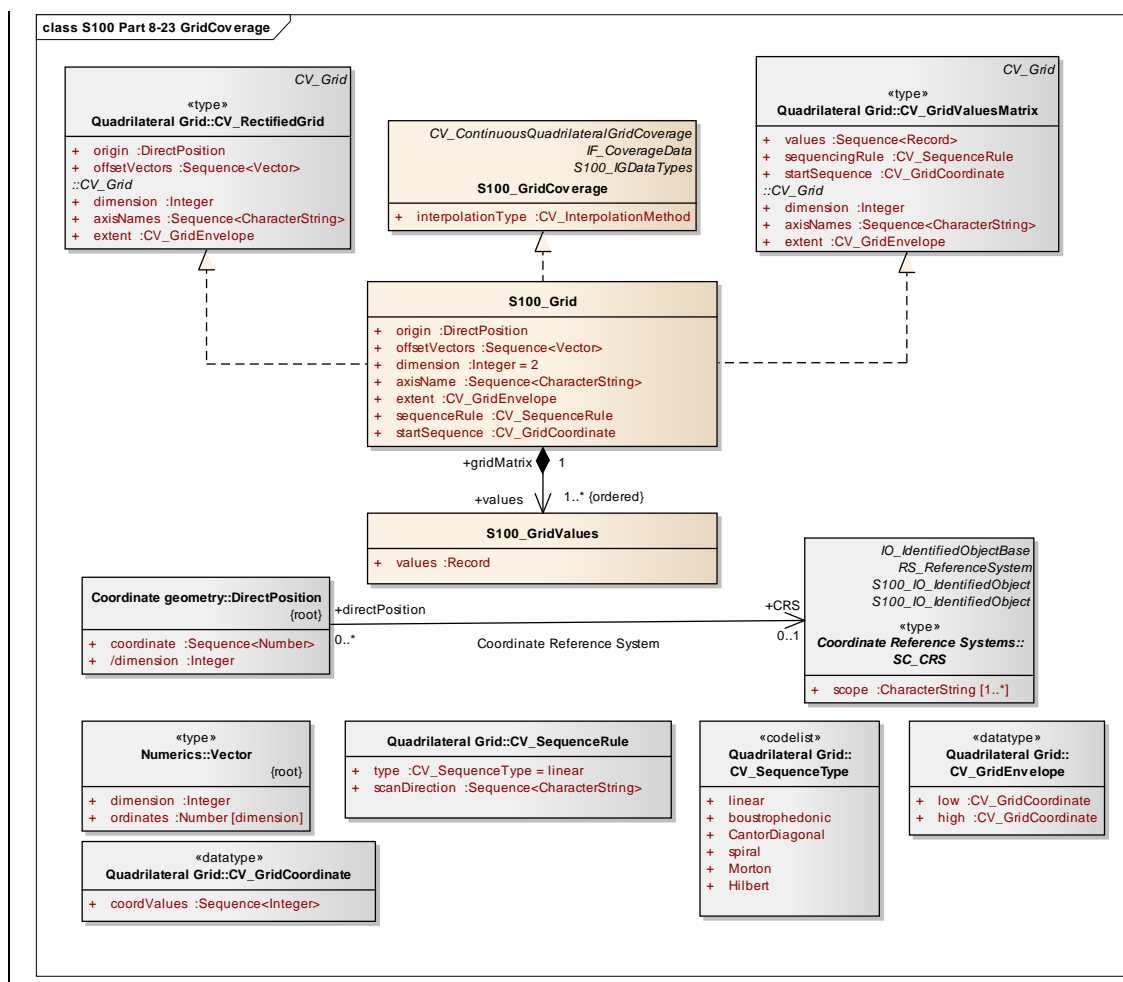 class S100 Part 8-23 GridCoverage
CV_Grid
«type»
Quadrilateral Grid::CV_RectifiedGrid
+ origin :DirectPosition
+ offsetVectors :Sequence<Vector>
::CV_Grid
+ dimension :Integer
+ axisNames :Sequence<CharacterString>
+ extent :CV_GridEnvelope
CV_ContinuousQuadrilateralGridCoverage
IF_CoverageData
S100_IGDataTypes
S100_GridCoverage
+ interpolationType :CV_InterpolationMethod
CV_Grid
«type»
Quadrilateral Grid::CV_GridValuesMatrix
+ values :Sequence<Record>
+ sequencingRule :CV_SequenceRule
+ startSequence :CV_GridCoordinate
::CV_Grid
+ dimension :Integer
+ axisNames :Sequence<CharacterString>
+ extent :CV_GridEnvelope
S100_Grid
+ origin :DirectPosition
+ offsetVectors :Sequence<Vector>
+ dimension :Integer = 2
+ axisName :Sequence<CharacterString>
+ extent :CV_GridEnvelope
+ sequenceRule :CV_SequenceRule
+ startSequence :CV_GridCoordinate
+gridMatrix 1
+values 1..* {ordered}
S100_GridValues
+ values :Record
Coordinate geometry::DirectPosition
{root}
+ coordinate :Sequence<Number>
+ /dimension :Integer
+directPosition
0..*
Coordinate Reference System
+CRS
0..1
IO_IdentifiedObjectBase
RS_ReferenceSystem
S100_IO_IdentifiedObject
S100_IO_IdentifiedObject
«type»
Coordinate Reference Systems::
SC_CRS
+ scope :CharacterString [1..*]
«type»
Numerics::Vector
{root}
+ dimension :Integer
+ ordinates :Number [dimension]
Quadrilateral Grid::CV_SequenceRule
+ type :CV_SequenceType = linear
+ scanDirection :Sequence<CharacterString>
«codelist»
Quadrilateral Grid::
CV_SequenceType
+ linear
+ boustrophedonic
+ CantorDiagonal
+ spiral
+ Morton
+ Hilbert
«datatype»
Quadrilateral Grid::
CV_GridEnvelope
+ low :CV_GridCoordinate
+ high :CV_GridCoordinate
«datatype»
Quadrilateral Grid::CV_GridCoordinate
+ coordValues :Sequence<Integer>